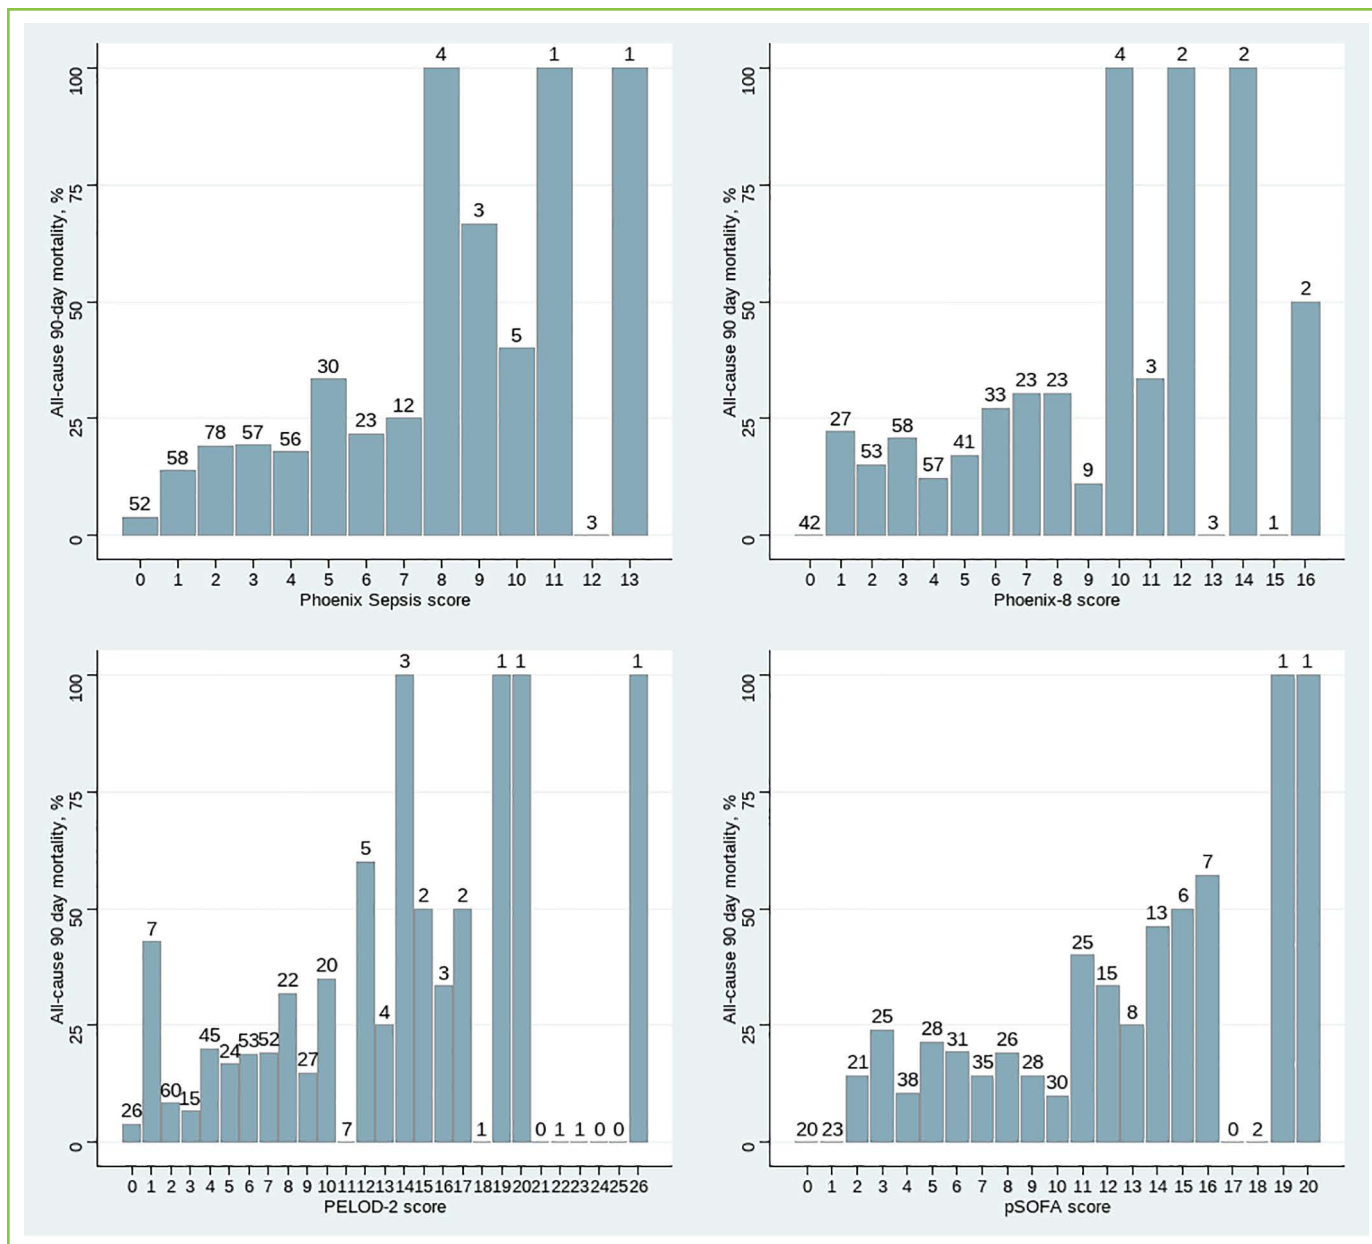 4 1 1
3
5
30
23 12
78 57 56
58
52
3
100
75
50
25
0
All-cause 90-day mortality, %
0 1 2 3 4 5 6 7 8 9 10 11 12 13
Phoenix Sepsis score
4 2 2
2
3
23 23
33
27 58
53 41
57
9
42 3 1
100
75
50
25
0
All-cause 90 day mortality, %
0 1 2 3 4 5 6 7 8 9 10 11 12 13 14 15 16
Phoenix-8 score
3 1 1 1
5
2 2
7
20 3
22
4
45 53 52
24 27
60 15
26
7 1 0 1 1 0 0
100
75
50
25
0
All-cause 90 day mortality, %
0 1 2 3 4 5 6 7 8 9 10 11 12 13 14 15 16 17 18 19 20 21 22 23 24 25 26
PELOD-2 score
1 1
7
6
13
25
15
25 8
28 31 26
21 35 28
38 30
20 23 0 2
100
75
50
25
0
All-cause 90 day mortality, %
0 1 2 3 4 5 6 7 8 9 10 11 12 13 14 15 16 17 18 19 20
pSOFA score